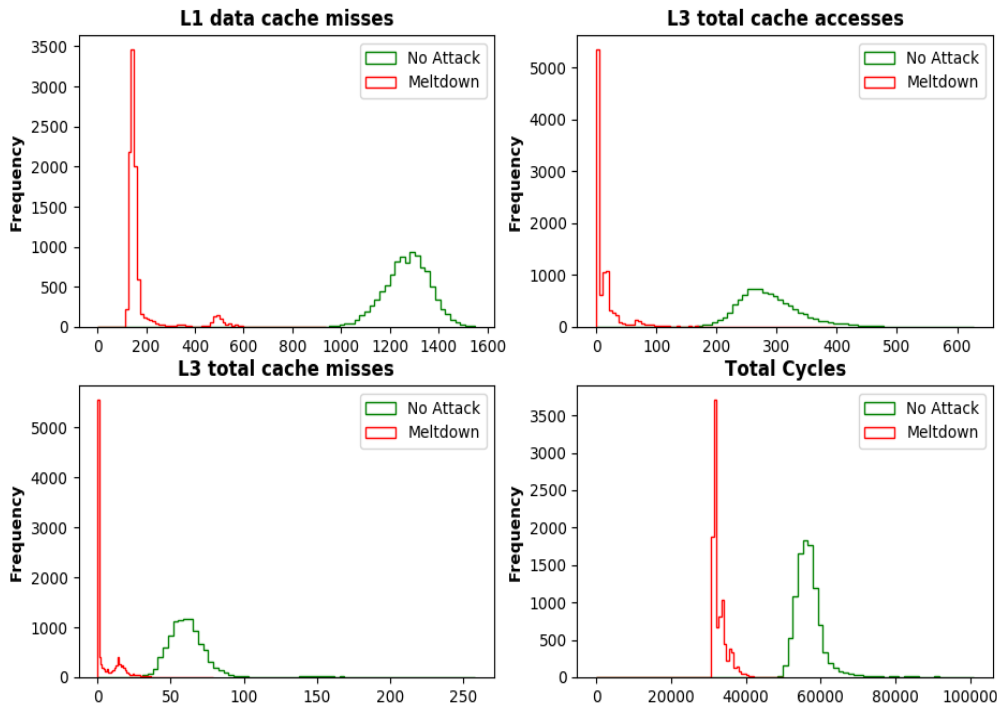 L1 data cache misses
Frequency
3500
3000
2500
2000
1500
1000
500
0
0 200 400 600 800 1000 1200 1400 1600
No Attack
Meltdown
L3 total cache accesses
Frequency
5000
4000
3000
2000
1000
0
0 100 200 300 400 500 600
No Attack
Meltdown
L3 total cache misses
Frequency
5000
4000
3000
2000
1000
0
0 50 100 150 200 250
No Attack
Meltdown
Total Cycles
Frequency
3500
3000
2500
2000
1500
1000
500
0
0 20000 40000 60000 80000 100000
No Attack
Meltdown